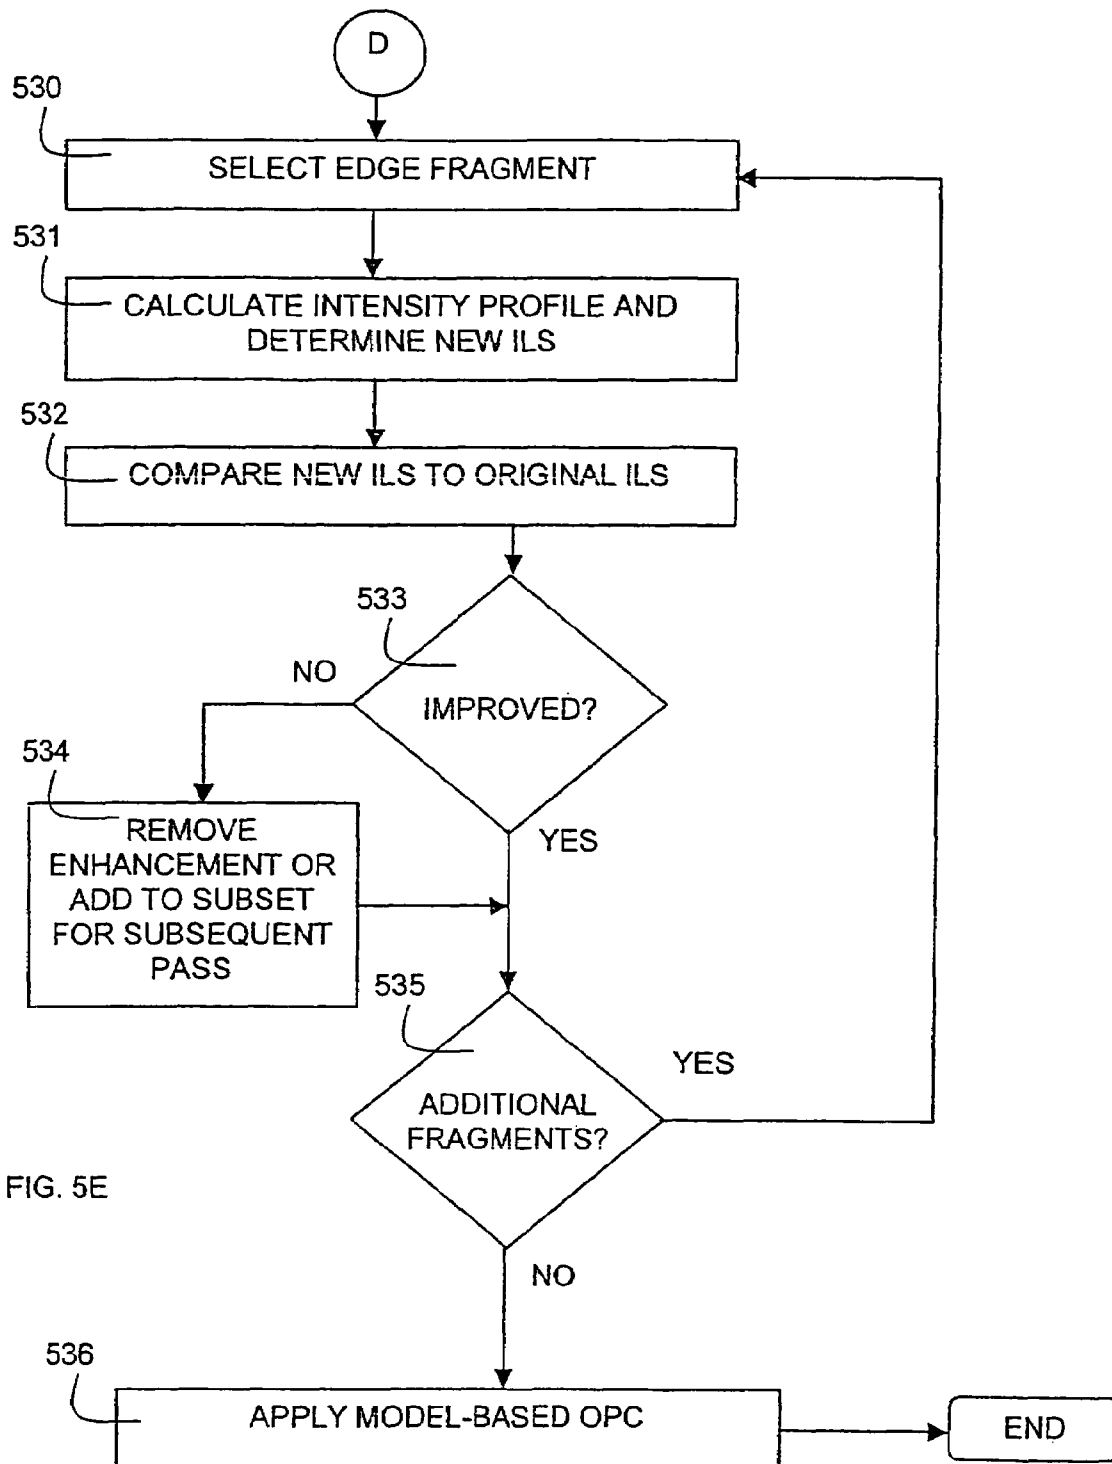 D
530
SELECT EDGE FRAGMENT
531
CALCULATE INTENSITY PROFILE AND
DETERMINE NEW ILS
532
COMPARE NEW ILS TO ORIGINAL ILS
533
NO
IMPROVED?
534
YES
REMOVE
ENHANCEMENT OR
ADD TO SUBSET
FOR SUBSEQUENT
PASS
535
YES
ADDITIONAL
FRAGMENTS?
FIG. 5E
NO
536
APPLY MODEL-BASED OPC
END